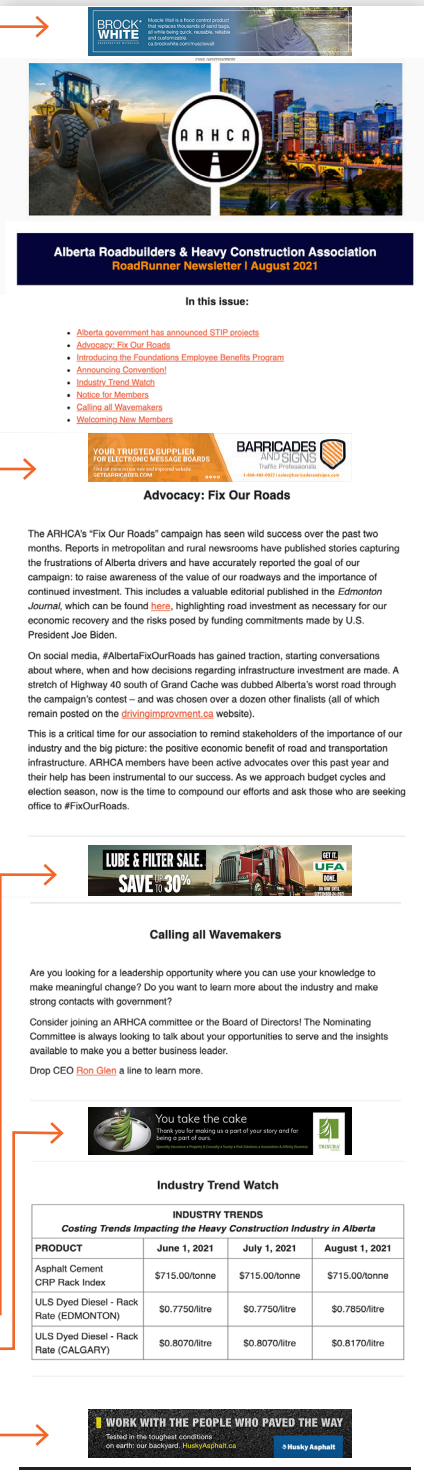 BROCK
WHITE
Muscle Wall is a flood control product
that replaces thousands of sand bags,
all while being quick, reusable, reliable
and customizable.
ca.brockwhite.com/musclewall
ARHCA
Alberta Roadbuilders & Heavy Construction Association
RoadRunner Newsletter | August 2021
In this issue:
• Alberta government has announced STIP projects
• Advocacy: Fix Our Roads
• Introducing the Foundations Employee Benefits Program
• Announcing Convention!
• Industry Trend Watch
• Notice for Members
• Calling all Wavemakers
• Welcoming New Members
YOUR TRUSTED SUPPLIER
FOR ELECTRONIC MESSAGE BOARDS
Find out more on our new and improved website.
GETBARRICADES.COM
BARRICADES
AND SIGNS
Traffic Professionals
Advocacy: Fix Our Roads
The ARHCA's “Fix Our Roads” campaign has seen wild success over the past two
months. Reports in metropolitan and rural newsrooms have published stories capturing
the frustrations of Alberta drivers and have accurately reported the goal of our
campaign: to raise awareness of the value of our roadways and the importance of
continued investment. This includes a valuable editorial published in the Edmonton
Journal, which can be found here, highlighting road investment as necessary for our
economic recovery and the risks posed by funding commitments made by U.S.
President Joe Biden.
On social media, #AlbertaFixOurRoads has gained traction, starting conversations
about where, when and how decisions regarding infrastructure investment are made. A
stretch of Highway 40 south of Grand Cache was dubbed Alberta's worst road through
the campaign's contest – and was chosen over a dozen other finalists (all of which
remain posted on the drivingimprovment.ca website).
This is a critical time for our association to remind stakeholders of the importance of our
industry and the big picture: the positive economic benefit of road and transportation
infrastructure. ARHCA members have been active advocates over this past year and
their help has been instrumental to our success. As we approach budget cycles and
election season, now is the time to compound our efforts and ask those who are seeking
office to #FixOurRoads.
LUBE & FILTER SALE.
SAVE UP TO 30%
GET IT.
UFA
DONE.
ON NOW UNTIL
SEPTEMBER 24, 2021
Calling all Wavemakers
Are you looking for a leadership opportunity where you can use your knowledge to
make meaningful change? Do you want to learn more about the industry and make
strong contacts with government?
Consider joining an ARHCA committee or the Board of Directors! The Nominating
Committee is always looking to talk about your opportunities to serve and the insights
available to make you a better business leader.
Drop CEO Ron Glen a line to learn more.
You take the cake
Thank you for making us a part of your story and for
being a part of ours.
TRISURA
Industry Trend Watch
INDUSTRY TRENDS
Costing Trends Impacting the Heavy Construction Industry in Alberta
PRODUCT June 1, 2021 July 1, 2021 August 1, 2021
Asphalt Cement
CRP Rack Index $715.00/tonne $715.00/tonne $715.00/tonne
ULS Dyed Diesel - Rack
Rate (EDMONTON) $0.7750/litre $0.7750/litre $0.7850/litre
ULS Dyed Diesel - Rack
Rate (CALGARY) $0.8070/litre $0.8070/litre $0.8170/litre
WORK WITH THE PEOPLE WHO PAVED THE WAY
Tested in the toughest conditions
on earth: our backyard. HuskyAsphalt.ca
Husky Asphalt